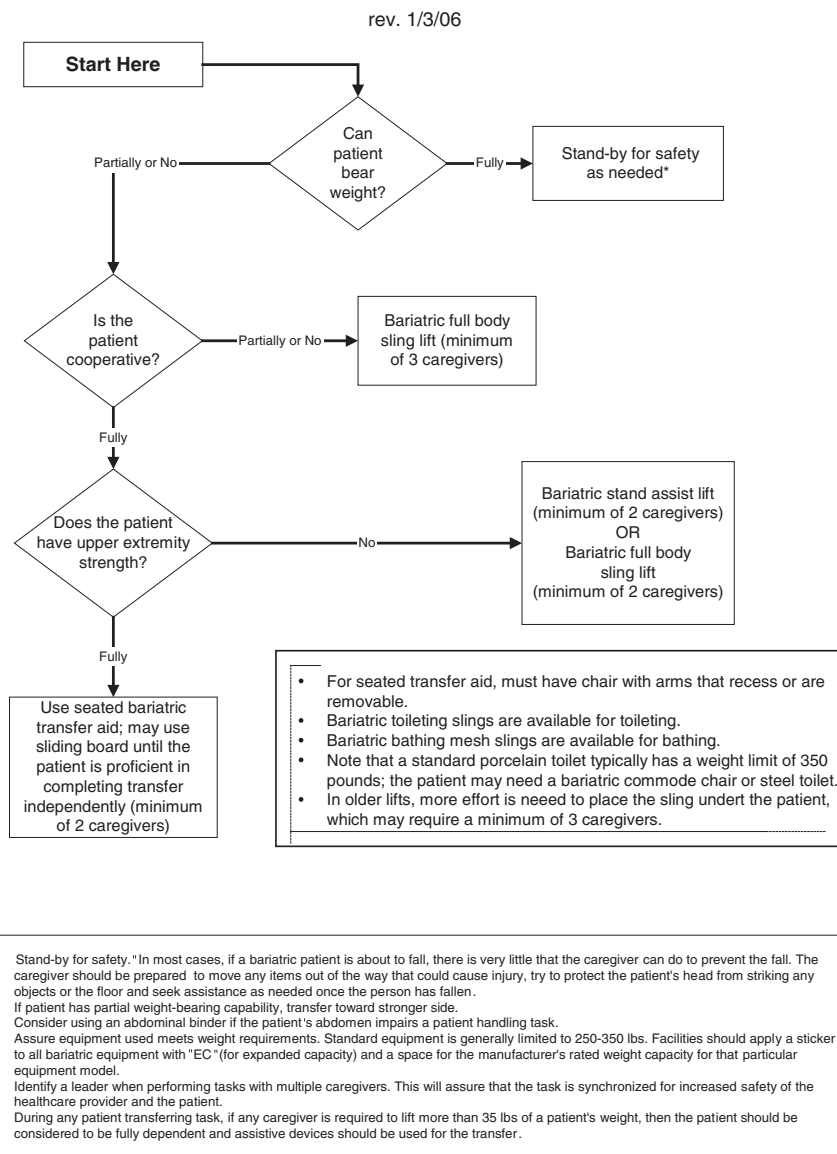 rev. 1/3/06
Start Here
Can
patient
bear
weight?
Partially or No
Fully
Stand-by for safety
as needed*
Is the
patient
cooperative?
Partially or No
Bariatric full body
sling lift (minimum
of 3 caregivers)
Fully
Does the patient
have upper extremity
strength?
No
Bariatric stand assist lift
(minimum of 2 caregivers)
OR
Bariatric full body
sling lift
(minimum of 2 caregivers)
Fully
Use seated bariatric
transfer aid; may use
sliding board until the
patient is proficient in
completing transfer
independently (minimum
of 2 caregivers)
• For seated transfer aid, must have chair with arms that recess or are
removable.
• Bariatric toileting slings are available for toileting.
• Bariatric bathing mesh slings are available for bathing.
• Note that a standard porcelain toilet typically has a weight limit of 350
pounds; the patient may need a bariatric commode chair or steel toilet.
• In older lifts, more effort is neeed to place the sling undert the patient,
which may require a minimum of 3 caregivers.
Stand-by for safety." In most cases, if a bariatric patient is about to fall, there is very little that the caregiver can do to prevent the fall. The
caregiver should be prepared to move any items out of the way that could cause injury, try to protect the patient's head from striking any
objects or the floor and seek assistance as needed once the person has fallen.
If patient has partial weight-bearing capability, transfer toward stronger side.
Consider using an abdominal binder if the patient's abdomen impairs a patient handling task.
Assure equipment used meets weight requirements. Standard equipment is generally limited to 250-350 lbs. Facilities should apply a sticker
to all bariatric equipment with "EC" (for expanded capacity) and a space for the manufacturer's rated weight capacity for that particular
equipment model.
Identify a leader when performing tasks with multiple caregivers. This will assure that the task is synchronized for increased safety of the
healthcare provider and the patient.
During any patient transferring task, if any caregiver is required to lift more than 35 lbs of a patient's weight, then the patient should be
considered to be fully dependent and assistive devices should be used for the transfer.